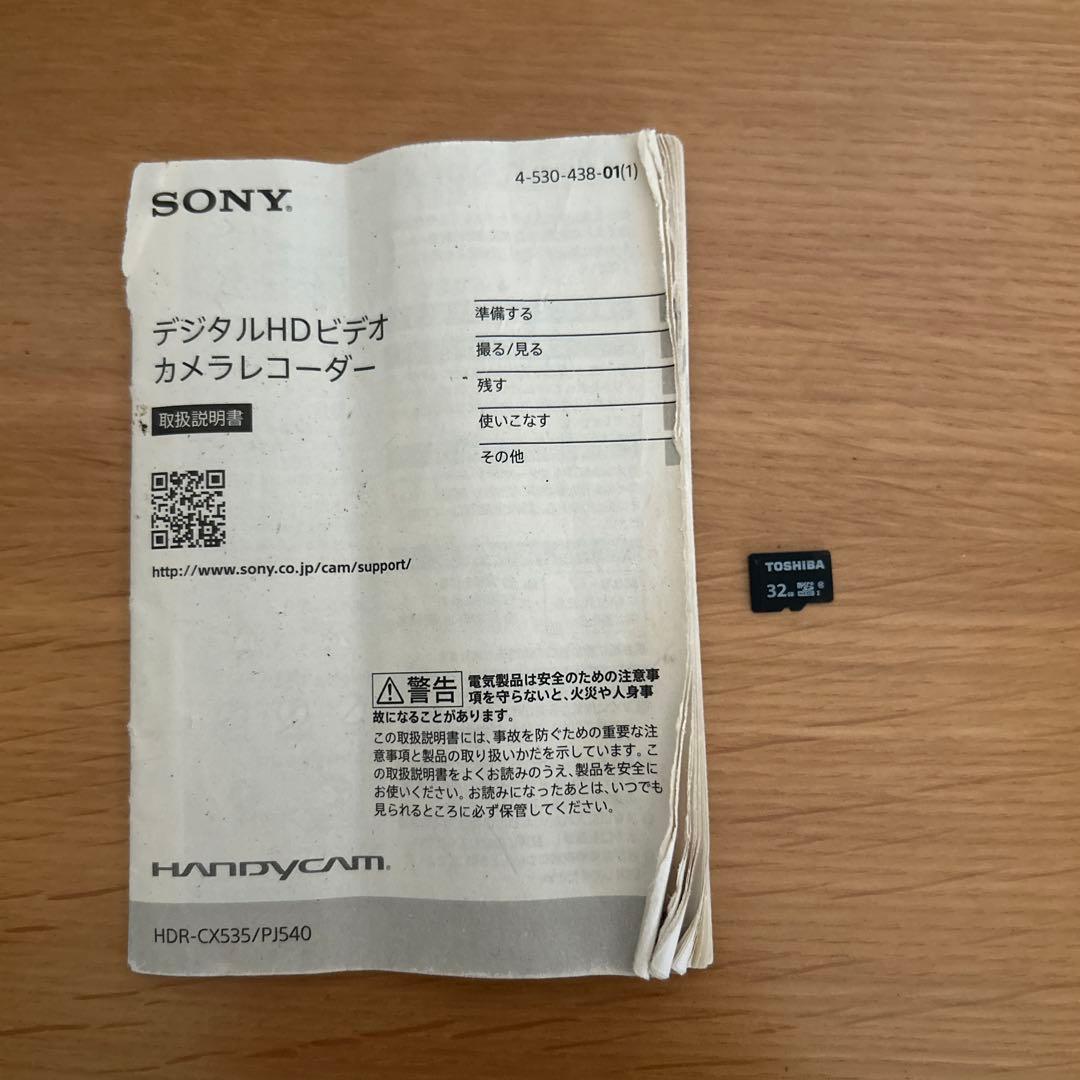 SONY®
4-530-438-01(1)
デジタルHDビデオ
カメラレコーダー
取扱説明書
http://www.sony.co.jp/cam/support/
準備する
撮る/見る
残す
使いこなす
その他
警告
電気製品は安全のための注意事
項を守らないと、火災や人身事
故になることがあります。
この取扱説明書には、事故を防ぐための重要な注
意事項と製品の取り扱いかたを示しています。こ
の取扱説明書をよくお読みのうえ、製品を安全に
お使いください。お読みになったあとは、いつでも
見られるところに必ず保管してください。
HANDYCAM®
HDR-CX535/PJ540
TOSHIBA
32GB